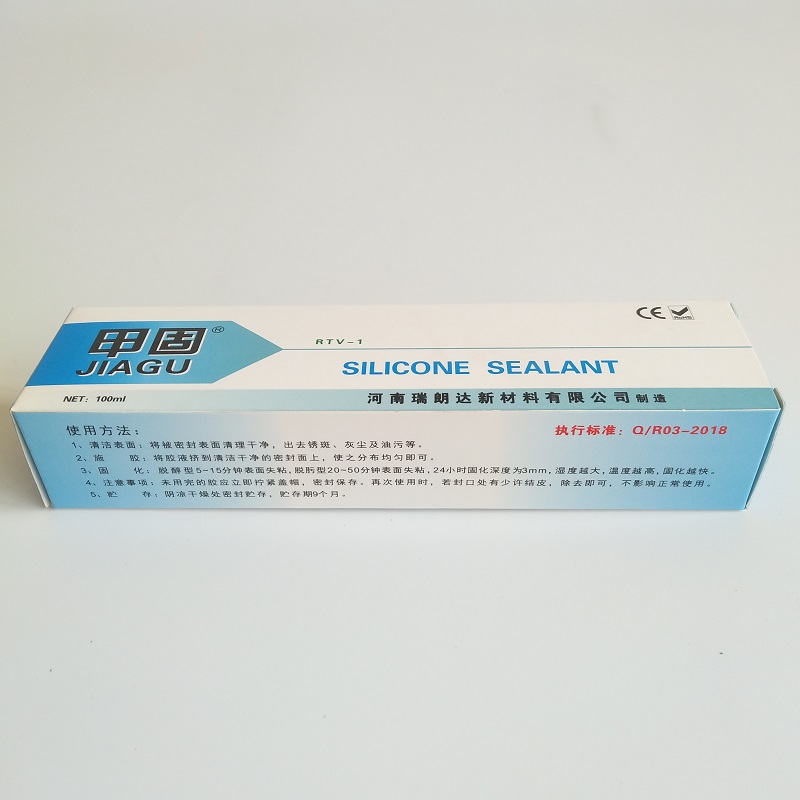 甲固®
JIAGU
RTV-1
CE RoHS
SILICONE SEALANT
NET：100ml
河南瑞朗达新材料有限公司制造
使用方法：
执行标准：Q/R03-2018
1、清洁表面：将被密封表面清理干净，出去锈斑、灰尘及油污等。
2、施胶：将胶液挤到清洁干净的密封面上，使之分布均匀即可。
3、固化：脱醇型5-15分钟表面失粘，脱肟型20-50分钟表面失粘，24小时固化深度为3mm，湿度越大，温度越高，固化越快。
4、注意事项：未用完的胶应立即拧紧盖帽，密封保存。再次使用时，若封口处有少许结皮，除去即可，不影响正常使用。
5、贮存：阴凉干燥处密封贮存，贮存期9个月。